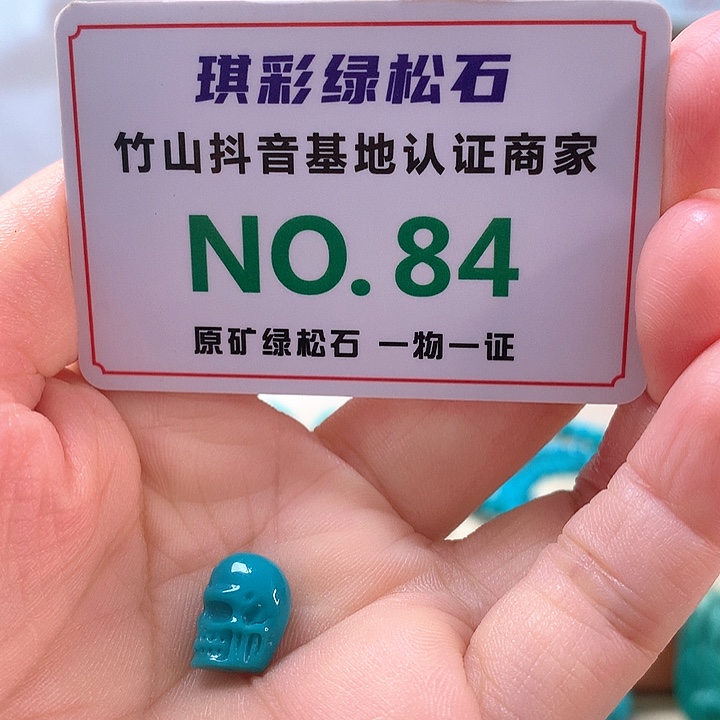 琪彩绿松石
竹山抖音基地认证商家
NO.84
原矿绿松石 一物一证